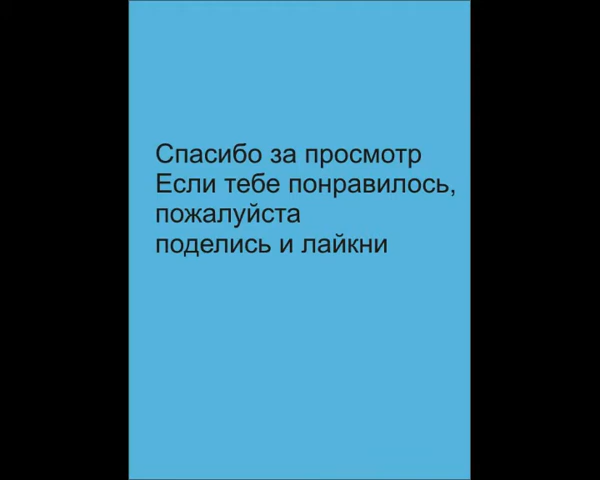 Спасибо за просмотр
Если тебе понравилось,
пожалуйста
поделись и лайкни